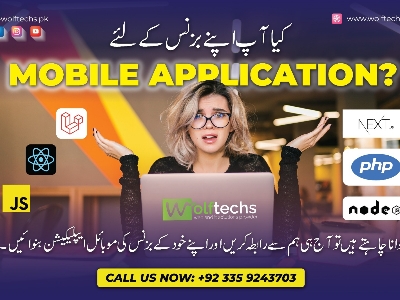 wolftechs.pk
www.wolftechs
کیا آپ اپنے بزنس کے لئے
MOBILE APPLICATION?
NEXT
php
JS
node
Wolftechs
بنوانا چاہتے ہیں تو آج ہی ہم سے رابطہ کریں اور اپنے خود کے بزنس کی موبائل ایپلیکیشن بنوائیں۔
CALL US NOW: +92 335 9243703